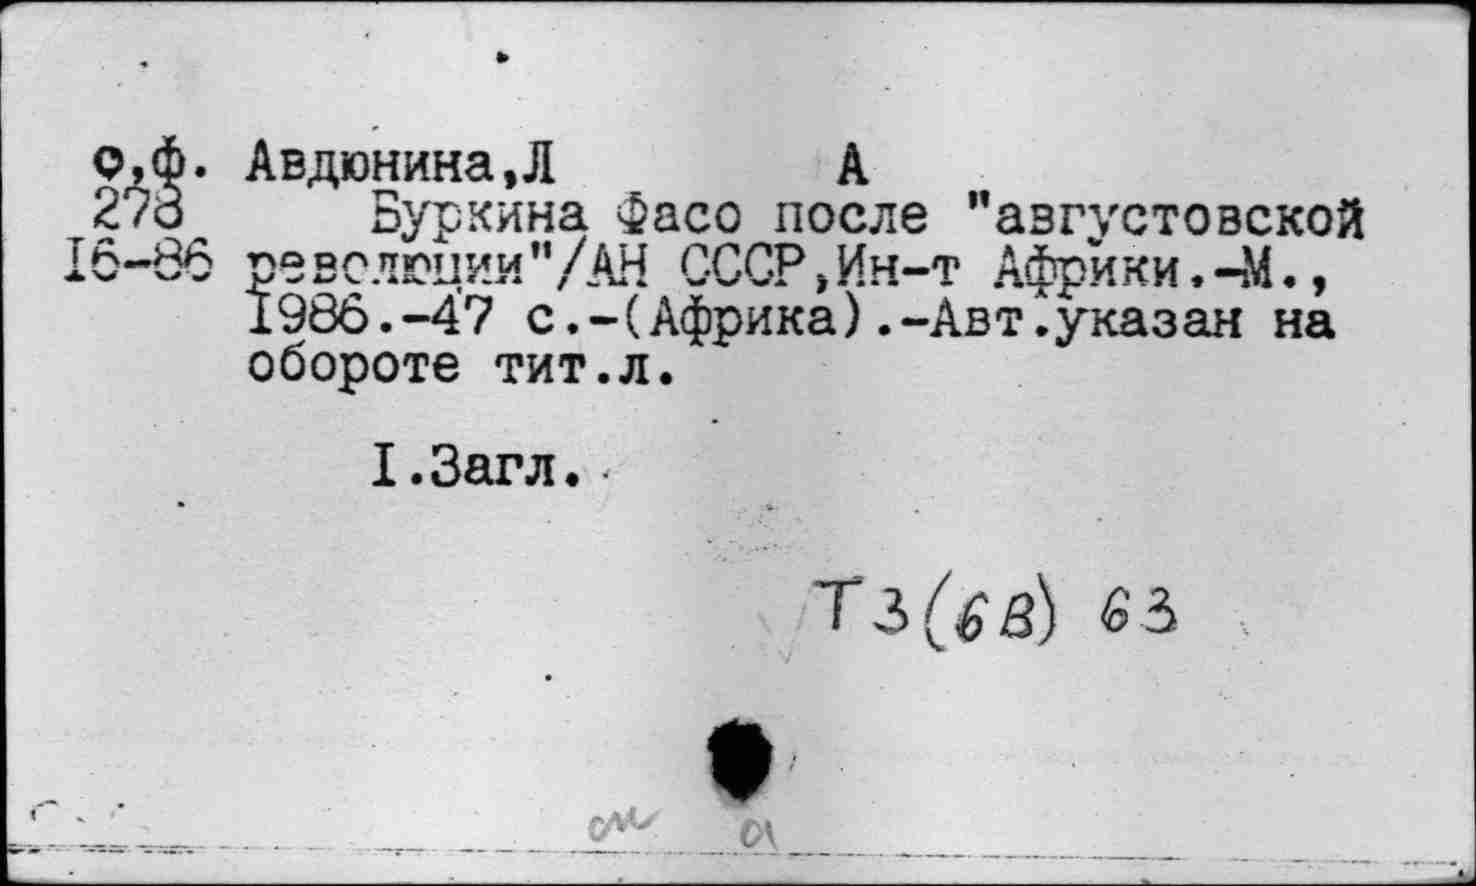 о,ф. Авдюнина,Л А
278 Буркина Фасо после "августовской
16-86 революции"/АН СССР,Ин-т Африки.-М.,
1986.-47 с.-(Африка).-Авт.указан на
обороте тит.л.
I.Загл.
Т3(6В) 63